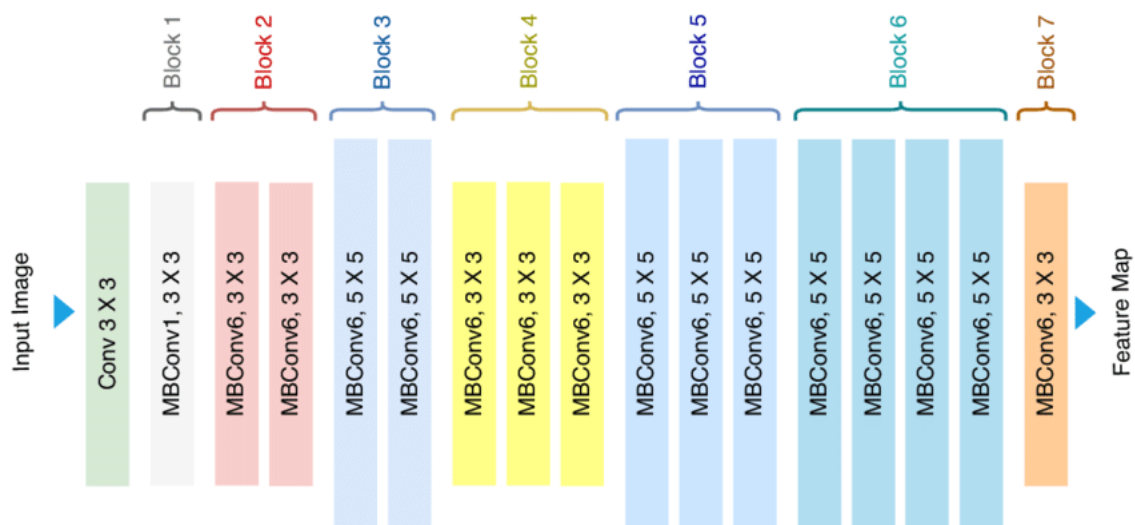 Input Image
Conv 3 X 3
Block 1
MBConv1, 3 X 3
Block 2
MBConv6, 3 X 3
MBConv6, 3 X 3
Block 3
MBConv6, 5 X 5
MBConv6, 5 X 5
Block 4
MBConv6, 3 X 3
MBConv6, 3 X 3
MBConv6, 3 X 3
Block 5
MBConv6, 5 X 5
MBConv6, 5 X 5
MBConv6, 5 X 5
Block 6
MBConv6, 5 X 5
MBConv6, 5 X 5
MBConv6, 5 X 5
MBConv6, 5 X 5
Block 7
MBConv6, 3 X 3
Feature Map